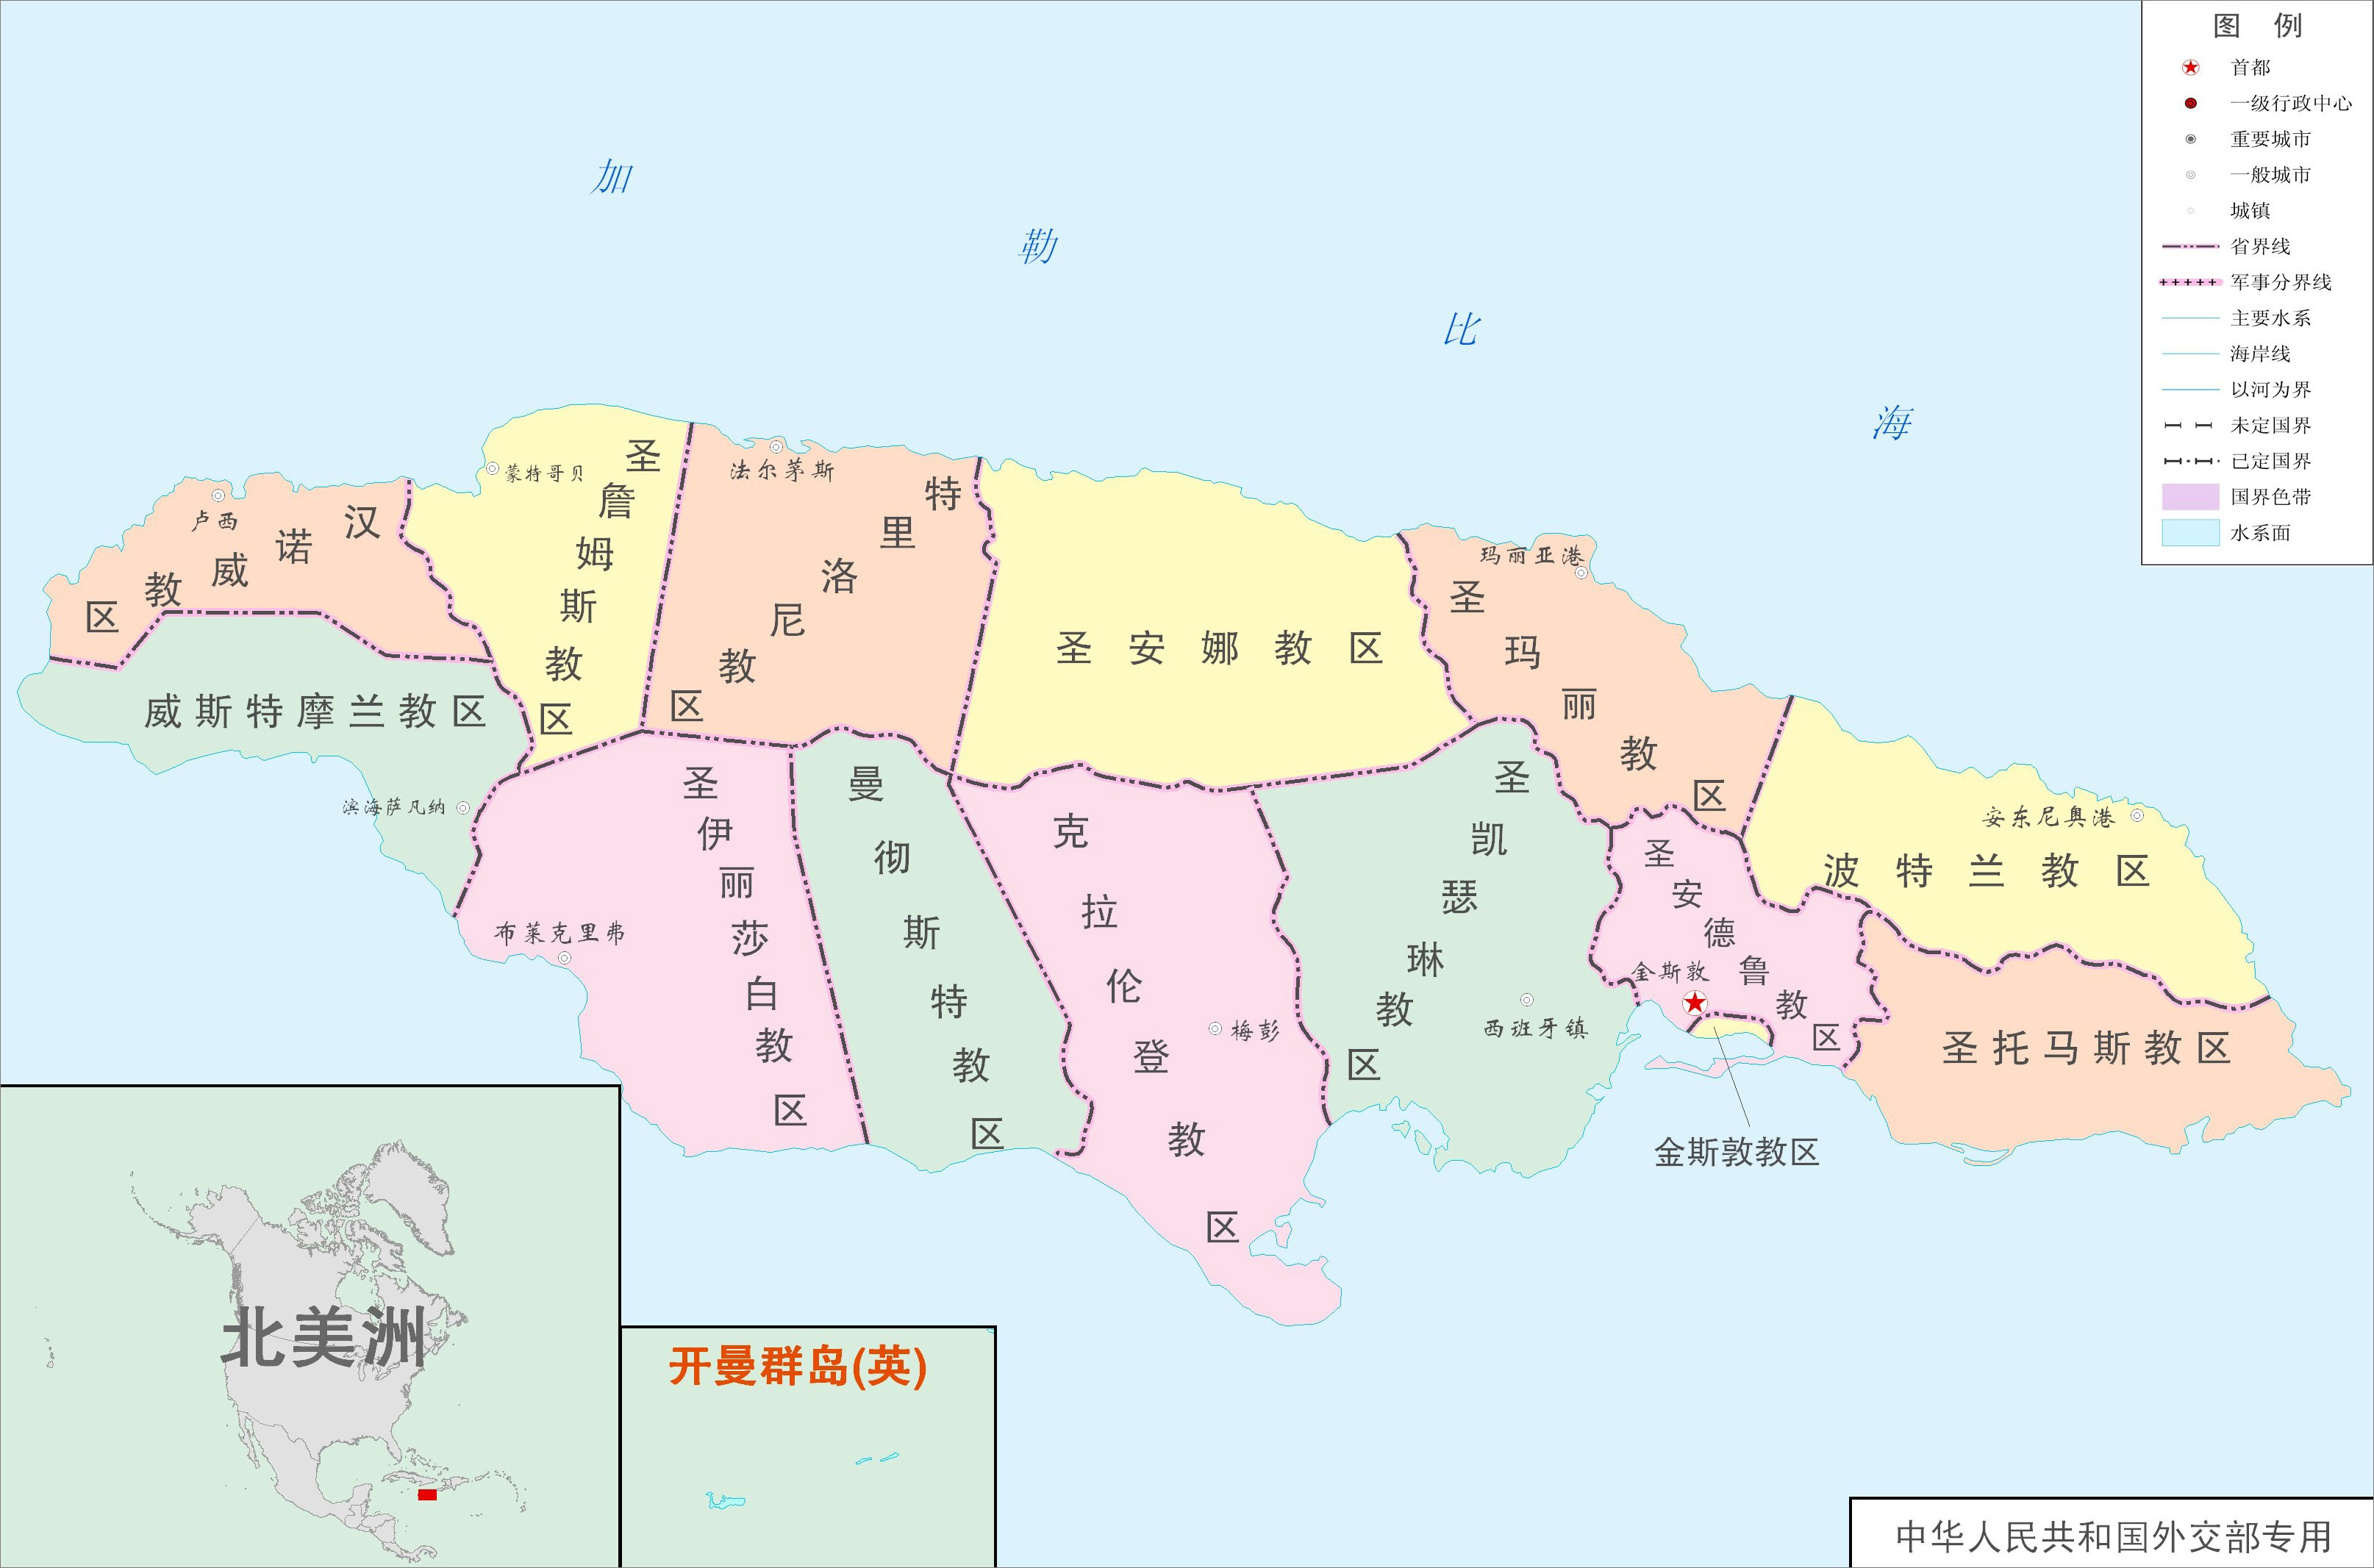 图 例
首都
一级行政中心
重要城市
一般城市
城镇
省界线
军事分界线
主要水系
海岸线
以河为界
未定国界
已定国界
国界色带
水系面
加勒比海
汉诺威教区
卢西
圣詹姆斯教区
蒙特哥贝
特里洛尼教区
法尔茅斯
圣安娜教区
圣玛丽教区
玛丽亚港
威斯特摩兰教区
滨海萨凡纳
圣伊丽莎白教区
布莱克里弗
曼彻斯特教区
克拉伦登教区
梅彭
圣凯瑟琳教区
西班牙镇
圣安德鲁教区
金斯敦
波特兰教区
安东尼奥港
圣托马斯教区
金斯敦教区
北美洲
开曼群岛(英)
中华人民共和国外交部专用